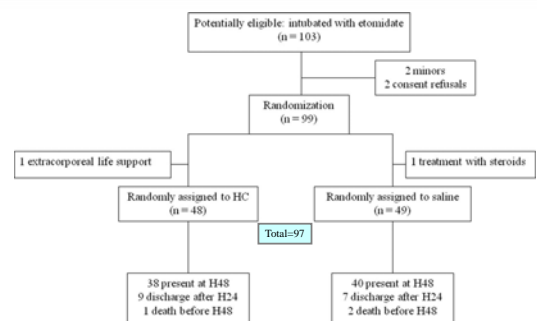 Potentially eligible: intubated with etomidate
(n = 103)
2 minors
2 consent refusals
Randomization
(n = 99)
1 extracorporeal life support
1 treatment with steroids
Randomly assigned to HC
(n = 48)
Randomly assigned to saline
(n = 49)
Total=97
38 present at H48
9 discharge after H24
1 death before H48
40 present at H48
7 discharge after H24
2 death before H48